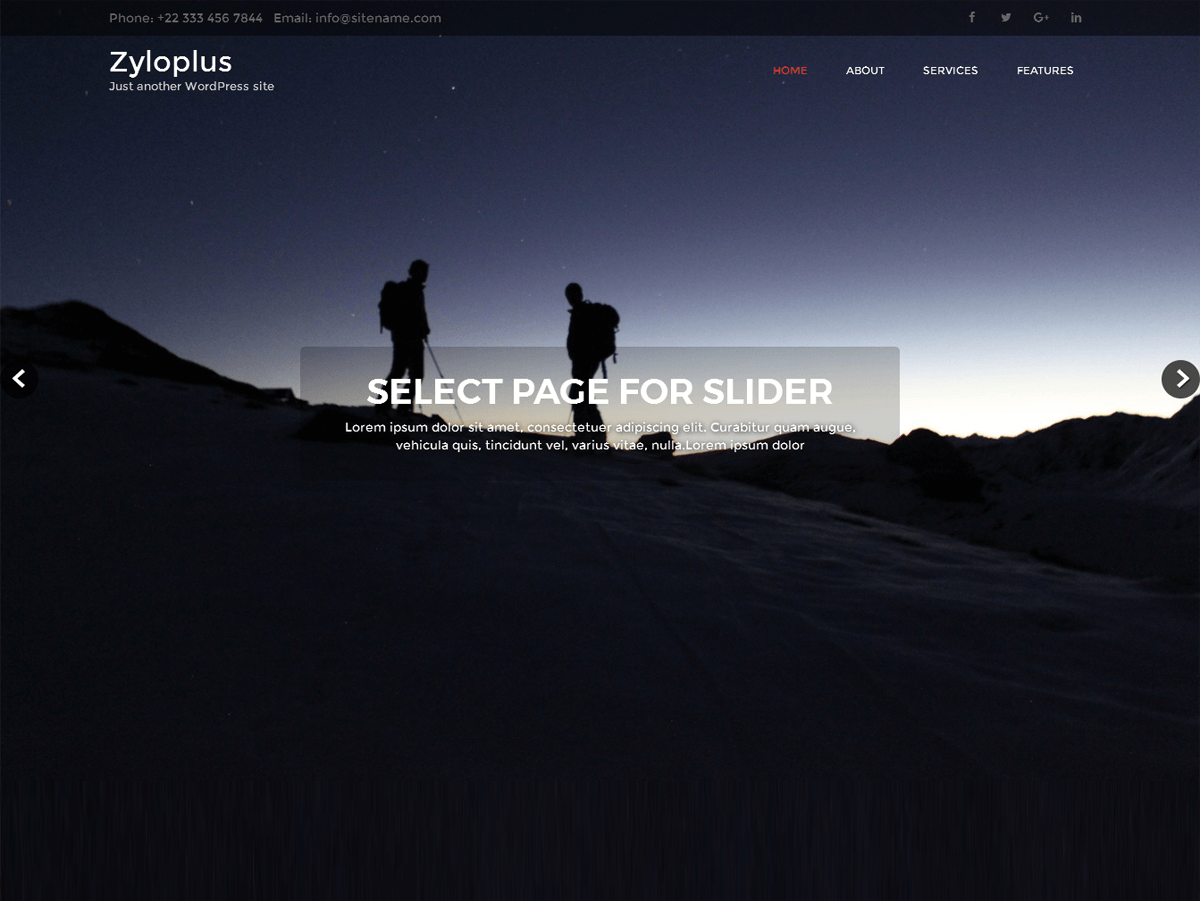 Phone: +22 333 456 7844 Email: info@sitename.com
Zyloplus
Just another WordPress site
HOME ABOUT SERVICES FEATURES
SELECT PAGE FOR SLIDER
Lorem ipsum dolor sit amet, consectetuer adipiscing elit. Curabitur quam augue,
vehicula quis, tincidunt vel, varius vitae, nulla.Lorem ipsum dolor